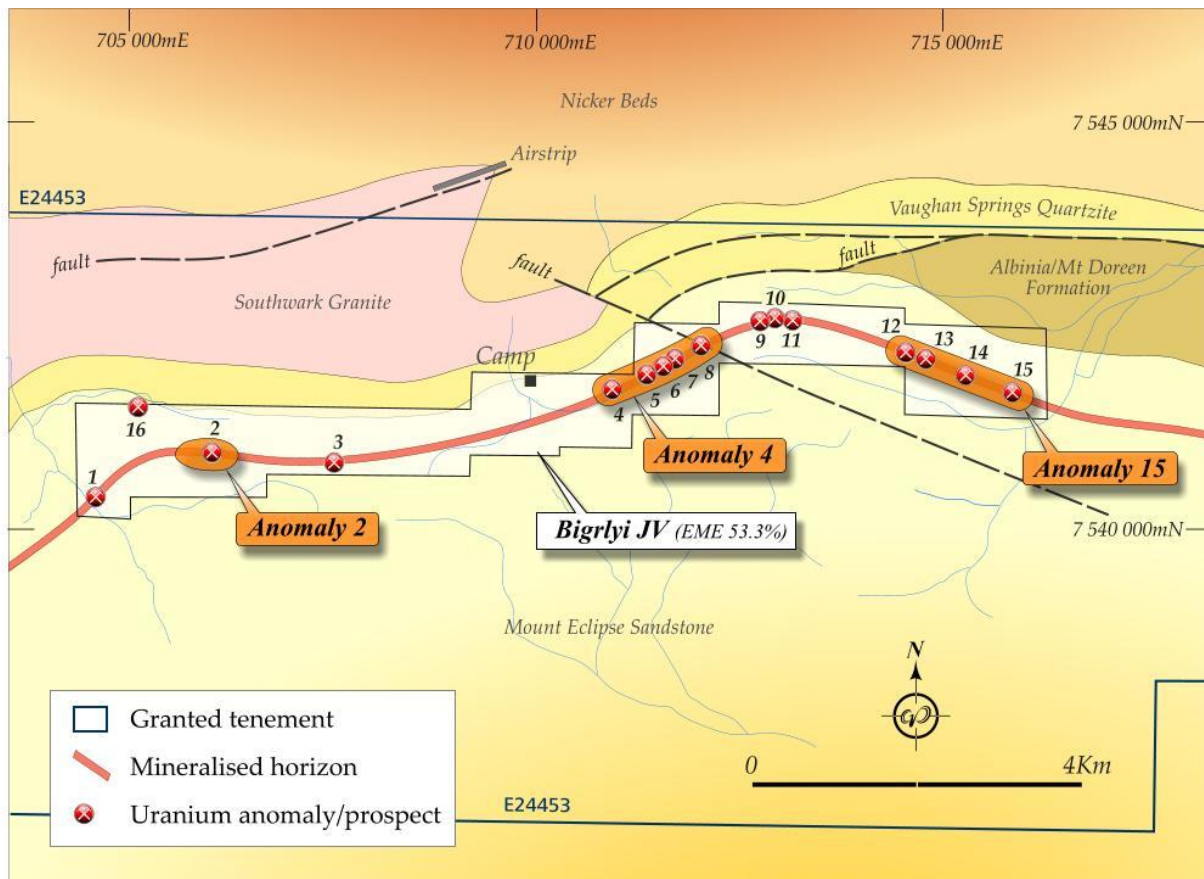 705 000mE
710 000mE
715 000mE
Nicker Beds
7 545 000mN
Airstrip
E24453
Vaughan Springs Quartzite
fault
fault
fault
Albinia/Mt Doreen
Formation
Southwark Granite
10
9
11
12
13
14
15
Camp
8
7
6
5
4
16
2
3
1
Anomaly 4
Anomaly 15
Anomaly 2
Bigrlyi JV (EME 53.3%)
7 540 000mN
Mount Eclipse Sandstone
N
Granted tenement
Mineralised horizon
Uranium anomaly/prospect
0
4Km
E24453